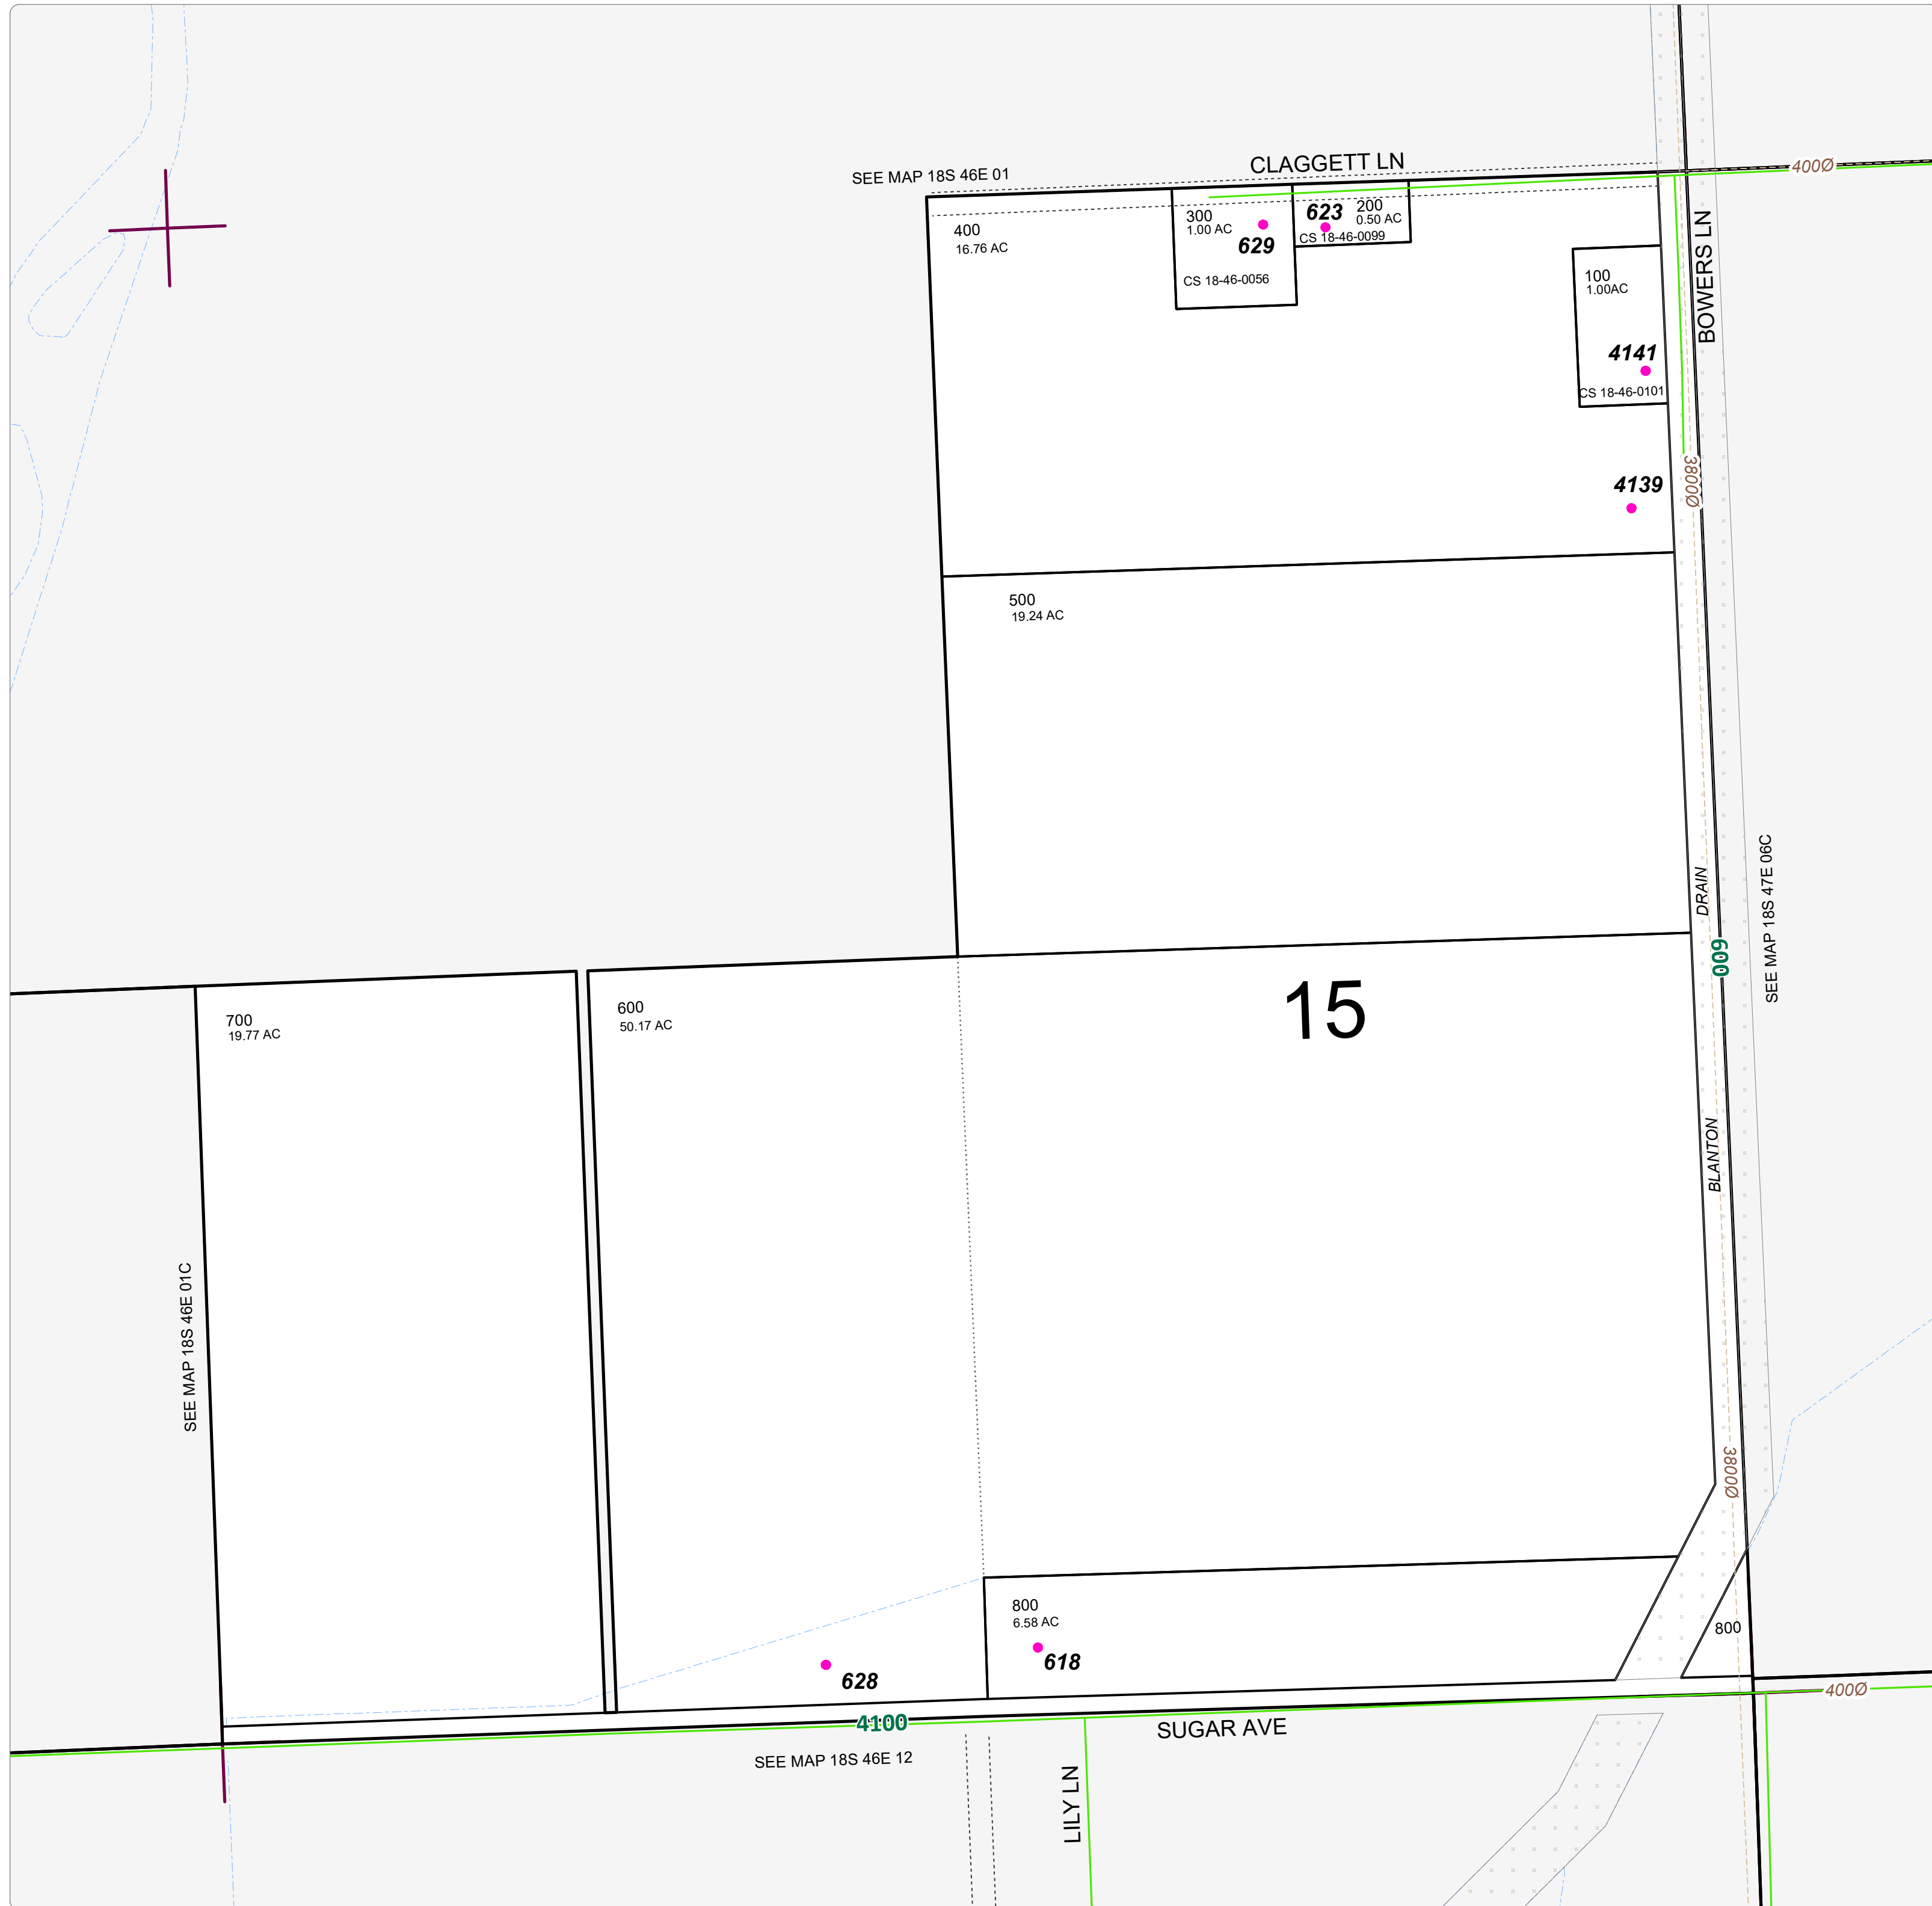 CLAGGETT LN
SEE MAP 18S 46E 01
400Ø
400
16.76 AC
300
1.00 AC
629
CS 18-46-0056
623
200
0.50 AC
CS 18-46-0099
BOWERS LN
100
1.00AC
4141
CS 18-46-0101
4139
3800Ø
500
19.24 AC
DRAIN
SEE MAP 18S 47E 06C
600
15
700
19.77 AC
600
50.17 AC
BLANTON
SEE MAP 18S 46E 01C
3800Ø
800
6.58 AC
618
800
628
400Ø
4100
SUGAR AVE
SEE MAP 18S 46E 12
LILY LN